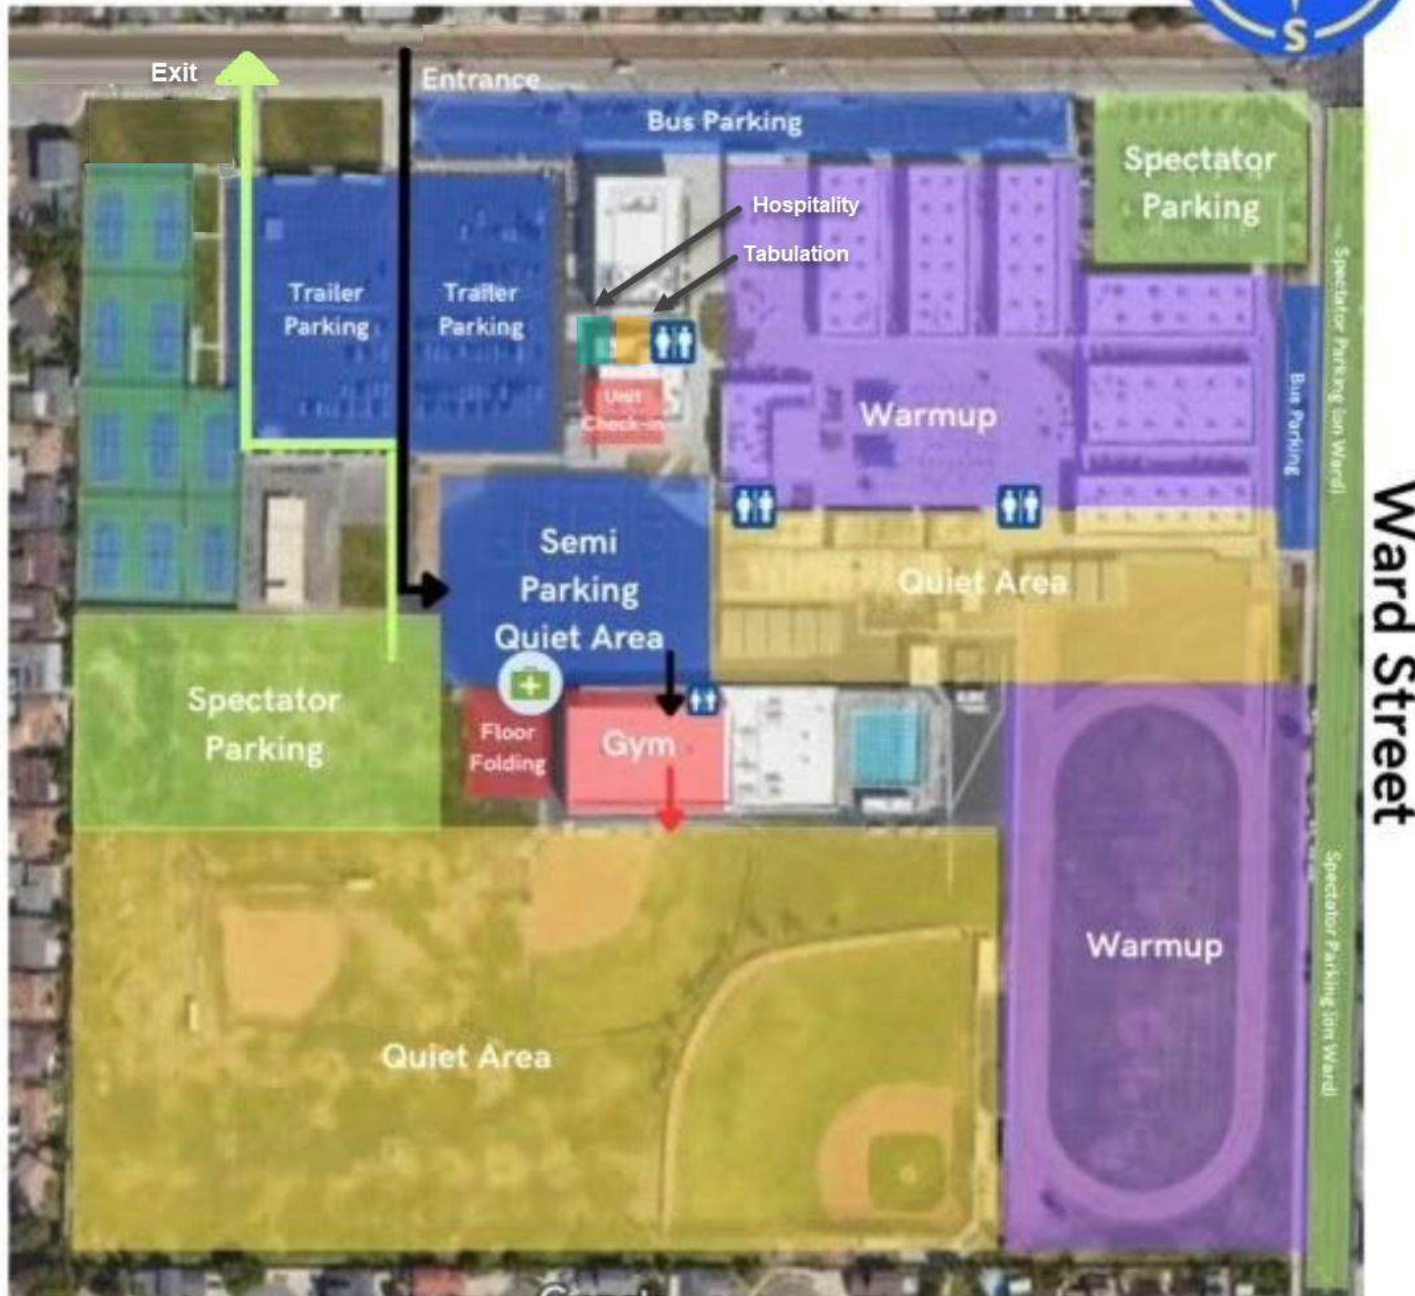 S
Exit
Entrance
Bus Parking
Spectator
Parking
Hospitality
Tabulation
Trailer
Parking
Trailer
Parking
Unit
Check-in
Warmup
Bus Parking
Spectator Parking (on Ward)
Ward Street
Semi
Parking
Quiet Area
Quiet Area
Spectator
Parking
Floor
Folding
Gym
Warmup
Quiet Area
Spectator Parking (on Ward)